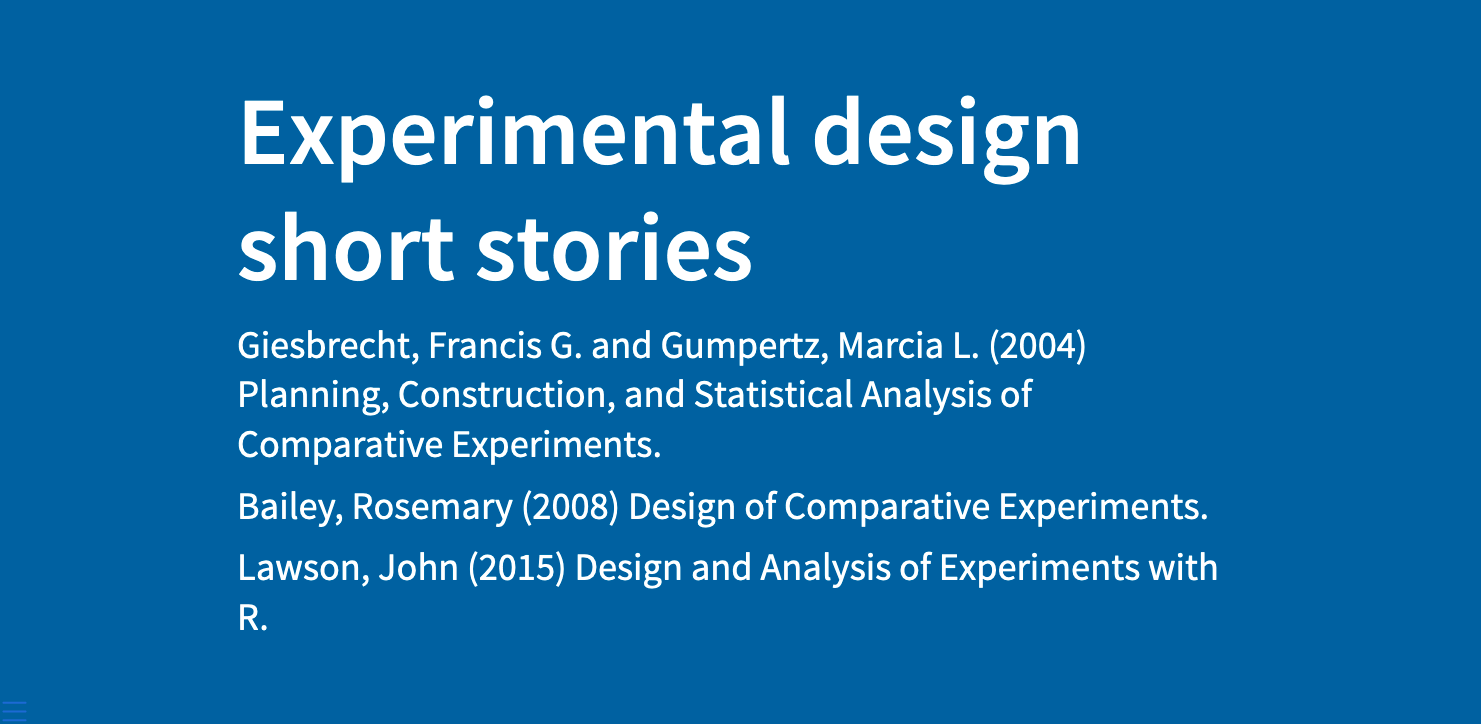 Experimental design
short stories
Giesbrecht, Francis G. and Gumpertz, Marcia L. (2004)
Planning, Construction, and Statistical Analysis of
Comparative Experiments.
Bailey, Rosemary (2008) Design of Comparative Experiments.
Lawson, John (2015) Design and Analysis of Experiments with
R.